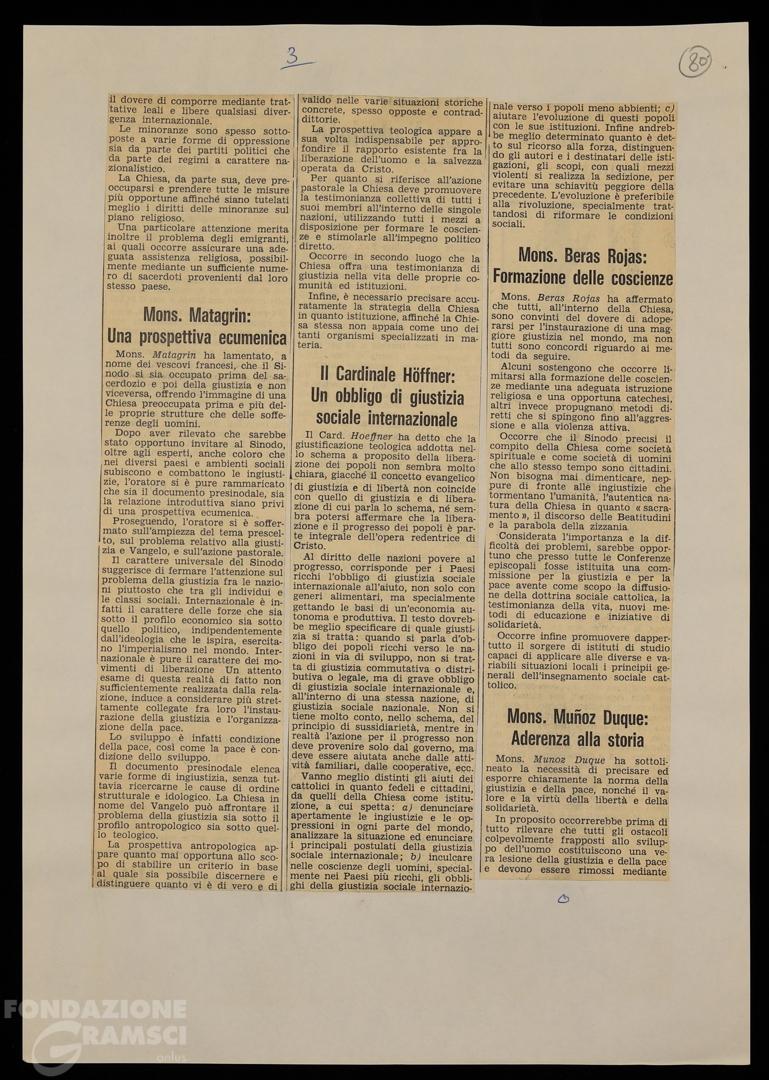 3
80
il dovere di comporre mediante trat-
tative leali e libere qualsiasi diver-
genza internazionale.
Le minoranze sono spesso sotto-
poste a varie forme di oppressione
sia da parte dei partiti politici che
da parte dei regimi a carattere na-
zionalistico.
La Chiesa, da parte sua, deve pre-
occuparsi e prendere tutte le misure
più opportune affinché siano tutelati
meglio i diritti delle minoranze sul
piano religioso.
Una particolare attenzione merita
inoltre il problema degli emigranti,
ai quali occorre assicurare una ade-
guata assistenza religiosa, possibil-
mente mediante un sufficiente nume-
ro di sacerdoti provenienti dal loro
stesso paese.
Mons. Matagrin:
Una prospettiva ecumenica
Mons. Matagrin ha lamentato, a
nome dei vescovi francesi, che il Si-
nodo si sia occupato prima del sa-
cerdozio e poi della giustizia e non
viceversa, offrendo l'immagine di una
Chiesa preoccupata prima e più del-
le proprie strutture che delle soffe-
renze degli uomini.
Dopo aver rilevato che sarebbe
stato opportuno invitare al Sinodo,
oltre agli esperti, anche coloro che
nei diversi paesi e ambienti sociali
subiscono e combattono le ingiusti-
zie, l'oratore si è pure rammaricato
che sia il documento presinodale, sia
la relazione introduttiva siano privi
di una prospettiva ecumenica.
Proseguendo, l'oratore si è soffer-
mato sull'ampiezza del tema prescel-
to, sul problema relativo alla giusti-
zia e Vangelo, e sull'azione pastorale.
Il carattere universale del Sinodo
suggerisce di fermare l'attenzione sul
problema della giustizia fra le nazio-
ni piuttosto che tra gli individui e
le classi sociali. Internazionale è in-
fatti il carattere delle forze che sia
sotto il profilo economico sia sotto
quello politico, indipendentemente
dall'ideologia che le ispira, esercita-
no l'imperialismo nel mondo. Inter-
nazionale è pure il carattere dei mo-
vimenti di liberazione Un attento
esame di questa realtà di fatto non
sufficientemente realizzata dalla rela-
zione, induce a considerare più stret-
tamente collegate fra loro l'instau-
razione della giustizia e l'organizza-
zione della pace.
Lo sviluppo è infatti condizione
della pace, così come la pace è con-
dizione dello sviluppo.
Il documento presinodale elenca
varie forme di ingiustizia, senza tut-
tavia ricercarne le cause di ordine
strutturale e idologico. La Chiesa in
nome del Vangelo può affrontare il
problema della giustizia sia sotto il
profilo antropologico sia sotto quel-
lo teologico.
La prospettiva antropologica ap-
pare quanto mai opportuna allo sco-
po di stabilire un criterio in base
al quale sia possibile discernere e
distinguere quanto vi è di vero e di
valido nelle varie situazioni storiche
concrete, spesso opposte e contrad-
dittorie.
La prospettiva teologica appare a
sua volta indispensabile per appro-
fondire il rapporto esistente fra la
liberazione dell'uomo e la salvezza
operata da Cristo.
Per quanto si riferisce all'azione
pastorale la Chiesa deve promuovere
la testimonianza collettiva di tutti i
suoi membri all'interno delle singole
nazioni, utilizzando tutti i mezzi a
disposizione per formare le coscien-
ze e stimolarle all'impegno politico
diretto.
Occorre in secondo luogo che la
Chiesa offra una testimonianza di
giustizia nella vita delle proprie co-
munità ed istituzioni.
Infine, è necessario precisare accu-
ratamente la strategia della Chiesa
in quanto istituzione, affinché la Chie-
sa stessa non appaia come uno dei
tanti organismi specializzati in ma-
teria.
Il Cardinale Höffner:
Un obbligo di giustizia
sociale internazionale
Il Card. Hoeffner ha detto che la
giustificazione teologica addotta nel-
lo schema a proposito della libera-
zione dei popoli non sembra molto
chiara, giacché il concetto evangelico
di giustizia e di libertà non coincide
con quello di giustizia e di libera-
zione di cui parla lo schema, né sem-
bra potersi affermare che la libera-
zione e il progresso dei popoli è par-
te integrale dell'opera redentrice di
Cristo.
Al diritto delle nazioni povere al
progresso, corrisponde per i Paesi
ricchi l'obbligo di giustizia sociale
internazionale all'aiuto, non solo con
generi alimentari, ma specialmente
gettando le basi di un'economia au-
tonoma e produttiva. Il testo dovreb-
be meglio specificare di quale giusti-
zia si tratta: quando si parla d'ob-
bligo dei popoli ricchi verso le na-
zioni in via di sviluppo, non si trat-
ta di giustizia commutativa o distri-
butiva o legale, ma di grave obbligo
di giustizia sociale internazionale e,
all'interno di una stessa nazione, di
giustizia sociale nazionale. Non si
tiene molto conto, nello schema, del
principio di sussidiarietà, mentre in
realtà l'azione per il progresso non
deve provenire solo dal governo, ma
deve essere aiutata anche dalle atti-
vità familiari, dalle cooperative, ecc.
Vanno meglio distinti gli aiuti dei
cattolici in quanto fedeli e cittadini,
da quelli della Chiesa come istitu-
zione, a cui spetta: a) denunciare
apertamente le ingiustizie e le op-
pressioni in ogni parte del mondo,
analizzare la situazione ed enunciare
i principali postulati della giustizia
sociale internazionale; b) inculcare
nelle coscienze degli uomini, special-
mente nei Paesi più ricchi, gli obbli-
ghi della giustizia sociale internazio-
nale verso i popoli meno abbienti; c)
aiutare l'evoluzione di questi popoli
con le sue istituzioni. Infine andreb-
be meglio determinato quanto è det-
to sul ricorso alla forza, distinguen-
do gli autori e i destinatari delle isti-
gazioni, gli scopi, con quali mezzi
violenti si realizza la sedizione, per
evitare una schiavitù peggiore della
precedente. L'evoluzione è preferibile
alla rivoluzione, specialmente trat-
tandosi di riformare le condizioni
sociali.
Mons. Beras Rojas:
Formazione delle coscienze
Mons. Beras Rojas ha affermato
che tutti, all'interno della Chiesa,
sono convinti del dovere di adope-
rarsi per l'instaurazione di una mag-
giore giustizia nel mondo, ma non
tutti sono concordi riguardo ai me-
todi da seguire.
Alcuni sostengono che occorre li-
mitarsi alla formazione delle coscien-
ze mediante una adeguata istruzione
religiosa e una opportuna catechesi,
altri invece propugnano metodi di-
retti che si spingono fino all'aggres-
sione e alla violenza attiva.
Occorre che il Sinodo precisi il
compito della Chiesa come società
spirituale e come società di uomini
che allo stesso tempo sono cittadini.
Non bisogna mai dimenticare, nep-
pure di fronte alle ingiustizie che
tormentano l'umanità, l'autentica na-
tura della Chiesa in quanto « sacra-
mento », il discorso delle Beatitudini
e la parabola della zizzania.
Considerata l'importanza e la dif-
ficoltà dei problemi, sarebbe oppor-
tuno che presso tutte le Conferenze
episcopali fosse istituita una com-
missione per la giustizia e per la
pace avente come scopo la diffusio-
ne della dottrina sociale cattolica, la
testimonianza della vita, nuovi me-
todi di educazione e iniziative di
solidarietà.
Occorre infine promuovere dapper-
tutto il sorgere di istituti di studio
capaci di applicare alle diverse e va-
riabili situazioni locali i principii ge-
nerali dell'insegnamento sociale cat-
tolico.
Mons. Muñoz Duque:
Aderenza alla storia
Mons. Munoz Duque ha sottoli-
neato la necessità di precisare ed
esporre chiaramente la norma della
giustizia e della pace, nonché il va-
lore e la virtù della libertà e della
solidarietà.
In proposito occorrerebbe prima di
tutto rilevare che tutti gli ostacoli
colpevolmente frapposti allo svilup-
po dell'uomo costituiscono una ve-
ra lesione della giustizia e della pace
e devono essere rimossi mediante
FONDAZIONE
GRAMSCI
onlus